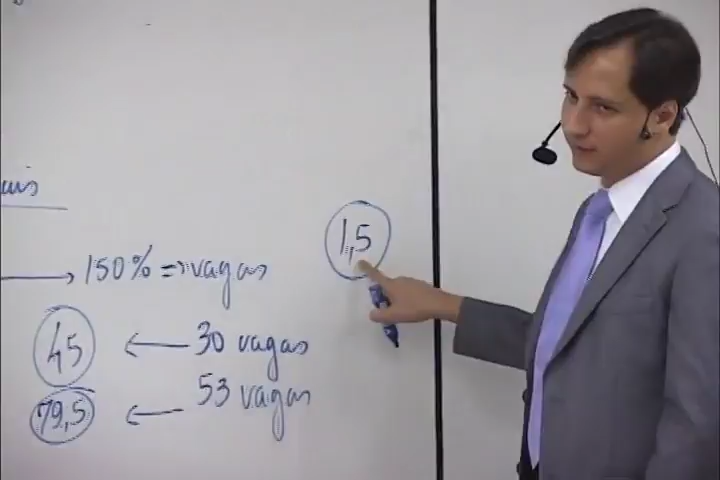 1,5
150% => vagas
45 ← 30 vagas
79,5 ← 53 vagas